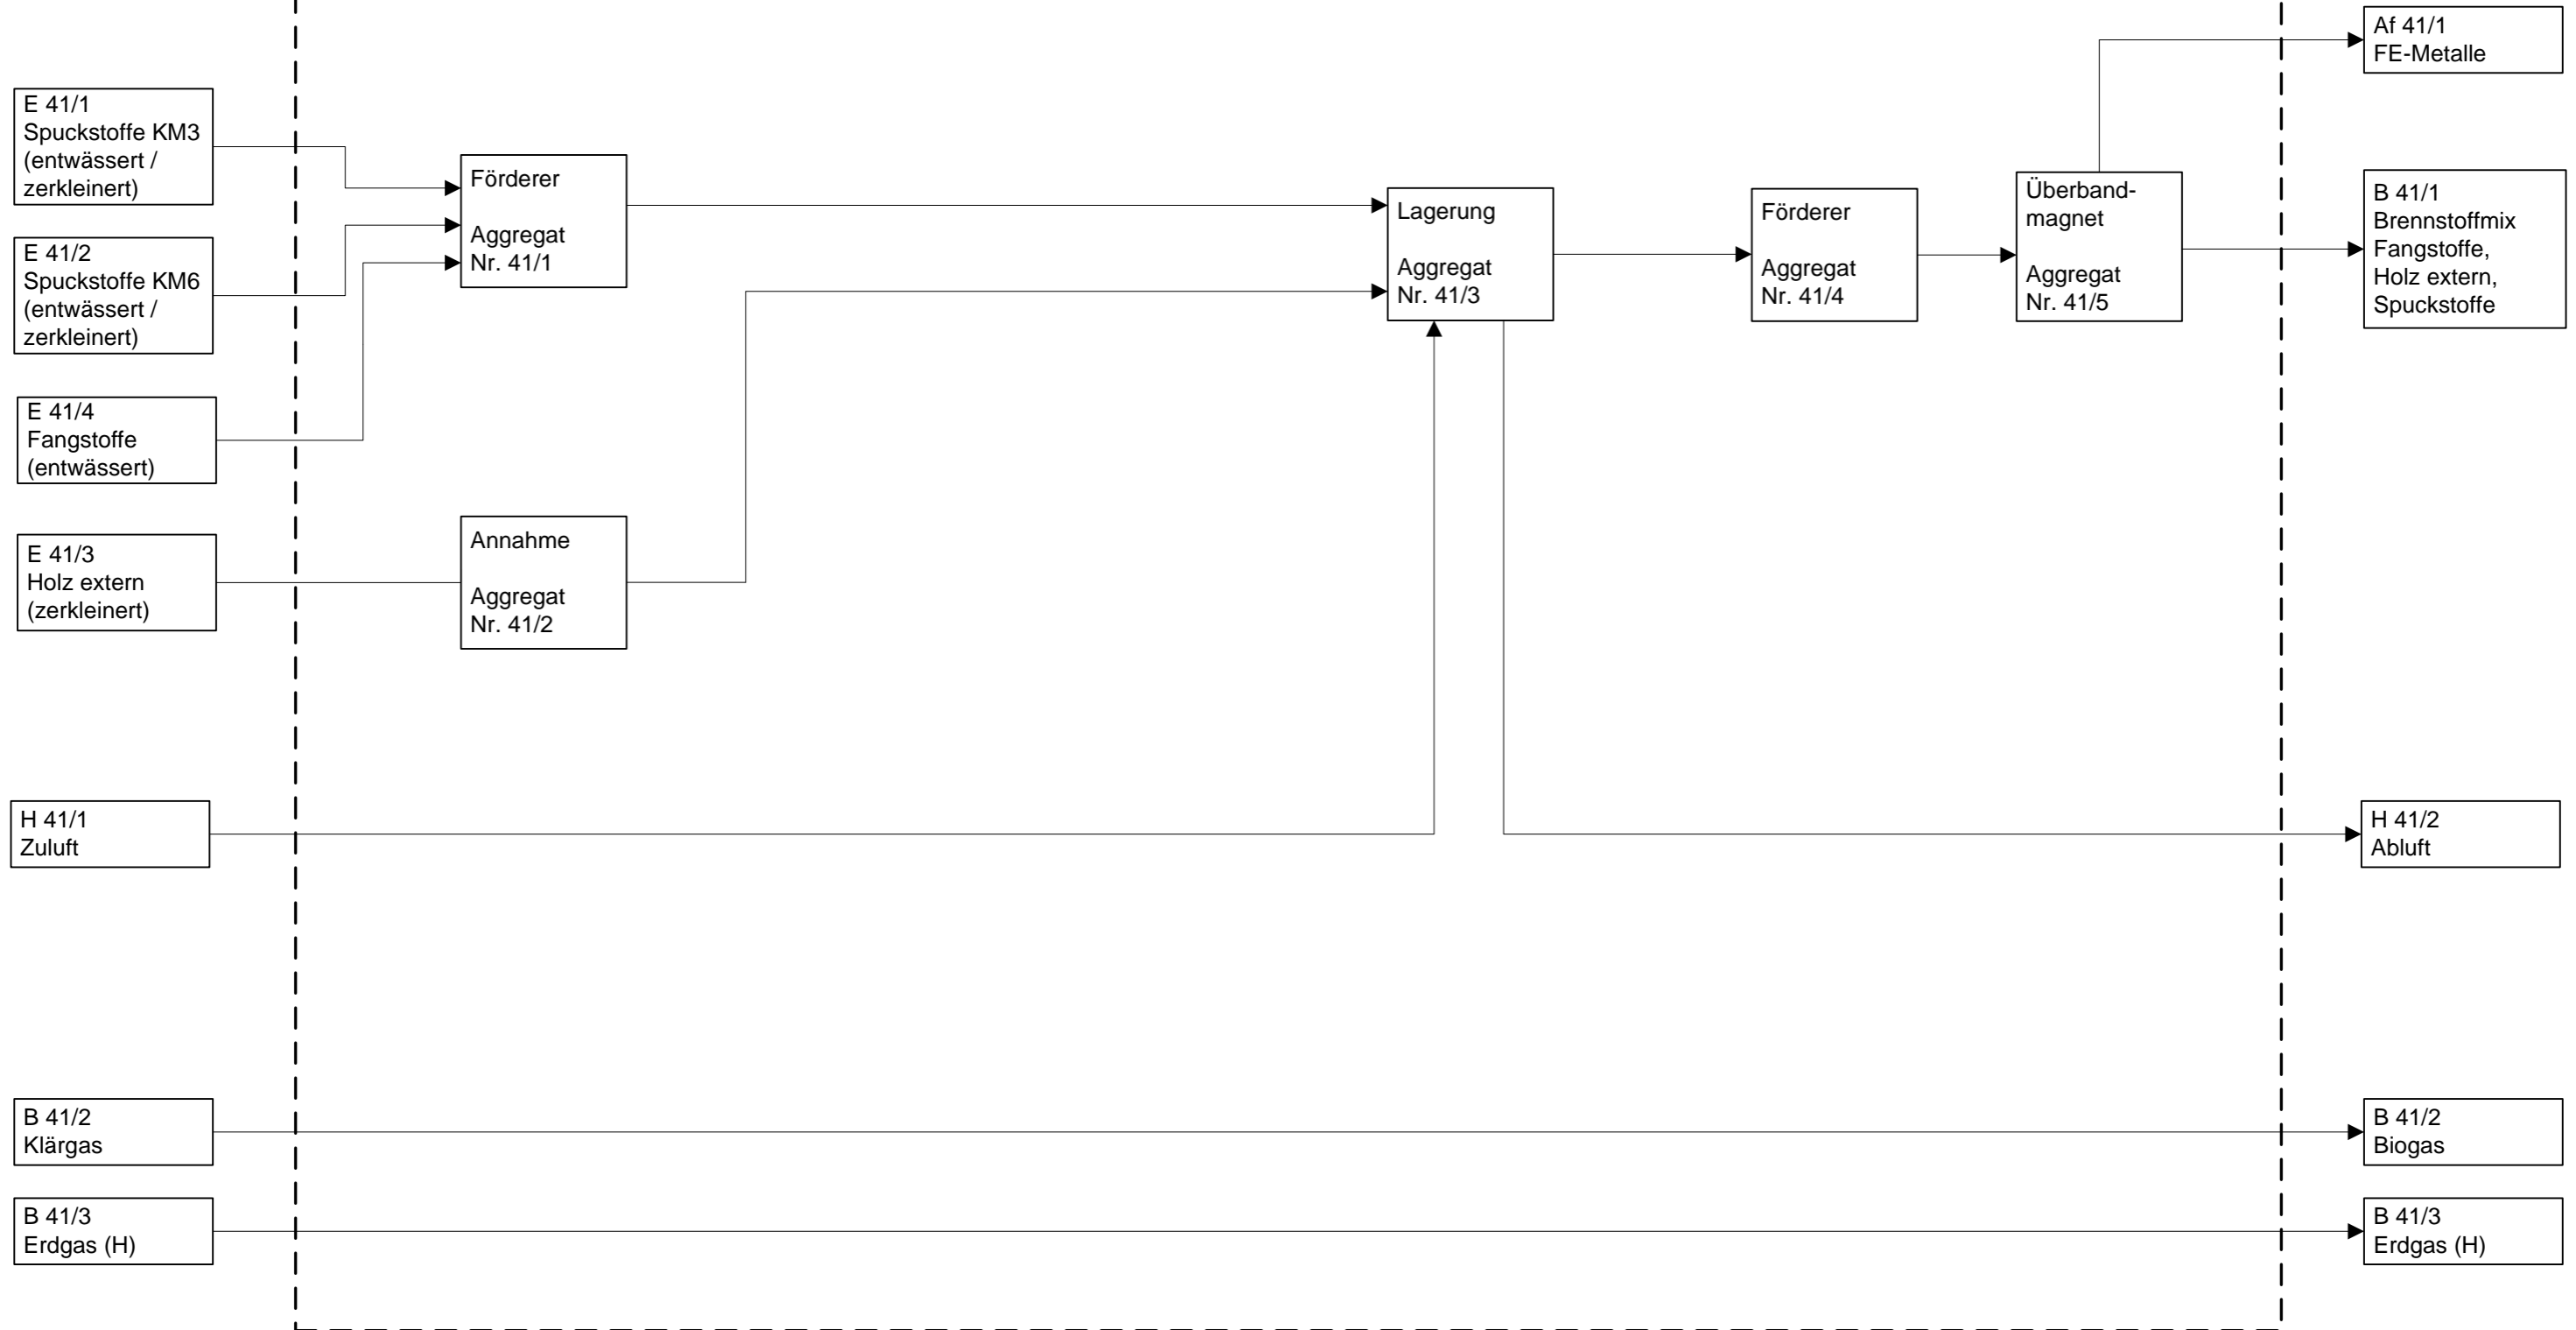 E 41/1
Spuckstoffe KM3
(entwässert /
zerkleinert)
E 41/2
Spuckstoffe KM6
(entwässert /
zerkleinert)
E 41/4
Fangstoffe
(entwässert)
E 41/3
Holz extern
(zerkleinert)
H 41/1
Zuluft
B 41/2
Klärgas
B 41/3
Erdgas (H)
Förderer
Aggregat
Nr. 41/1
Annahme
Aggregat
Nr. 41/2
Lagerung
Aggregat
Nr. 41/3
Förderer
Aggregat
Nr. 41/4
Überband-
magnet
Aggregat
Nr. 41/5
Af 41/1
FE-Metalle
B 41/1
Brennstoffmix
Fangstoffe,
Holz extern,
Spuckstoffe
H 41/2
Abluft
B 41/2
Biogas
B 41/3
Erdgas (H)